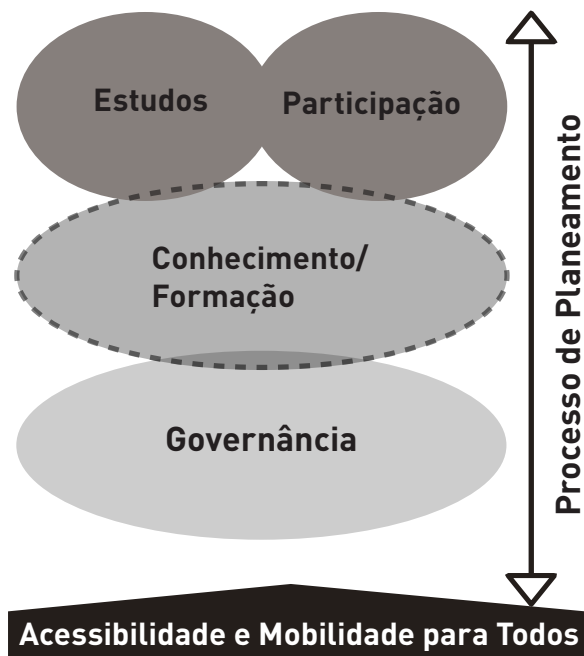 Estudos
Participação
Conhecimento/
Formação
Governância
Processo de Planeamento
Acessibilidade e Mobilidade para Todos